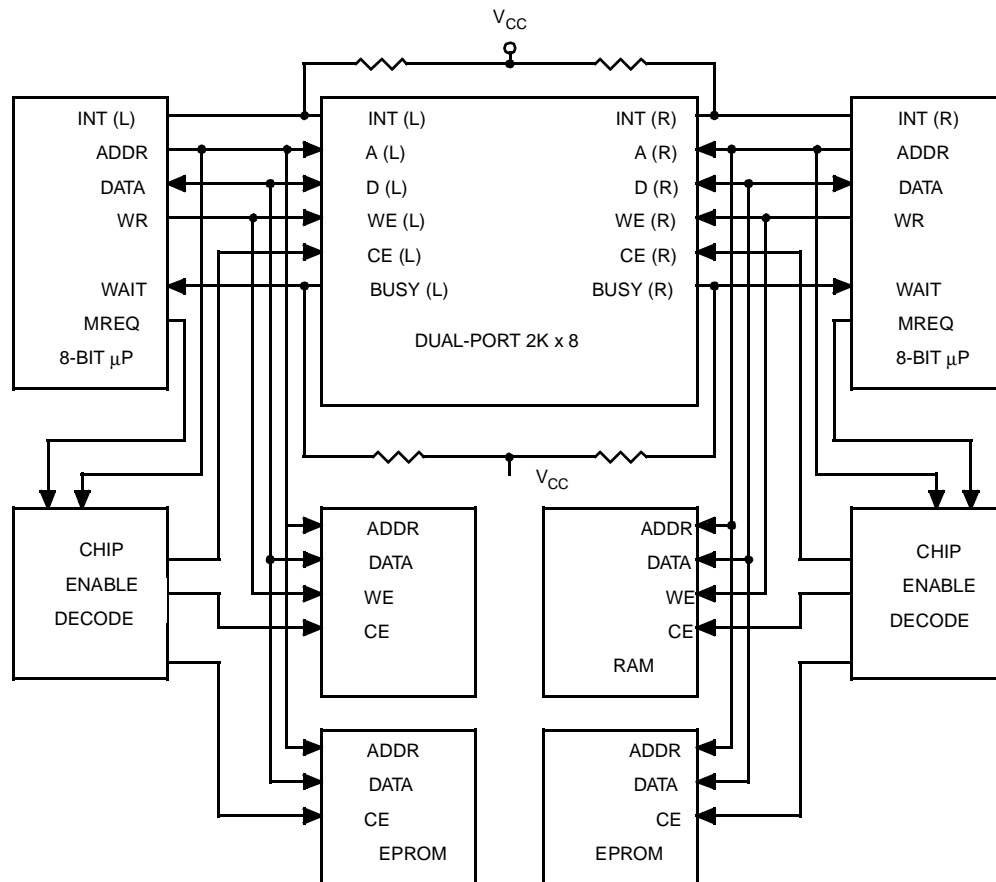 V_CC
INT (L)
ADDR
DATA
WR
WAIT
MREQ
8-BIT μP
INT (L)
A (L)
D (L)
WE (L)
CE (L)
BUSY (L)
INT (R)
A (R)
D (R)
WE (R)
CE (R)
BUSY (R)
DUAL-PORT 2K x 8
INT (R)
ADDR
DATA
WR
WAIT
MREQ
8-BIT μP
V_CC
CHIP
ENABLE
DECODE
ADDR
DATA
WE
CE
ADDR
DATA
WE
CE
RAM
CHIP
ENABLE
DECODE
ADDR
DATA
CE
EPROM
ADDR
DATA
CE
EPROM